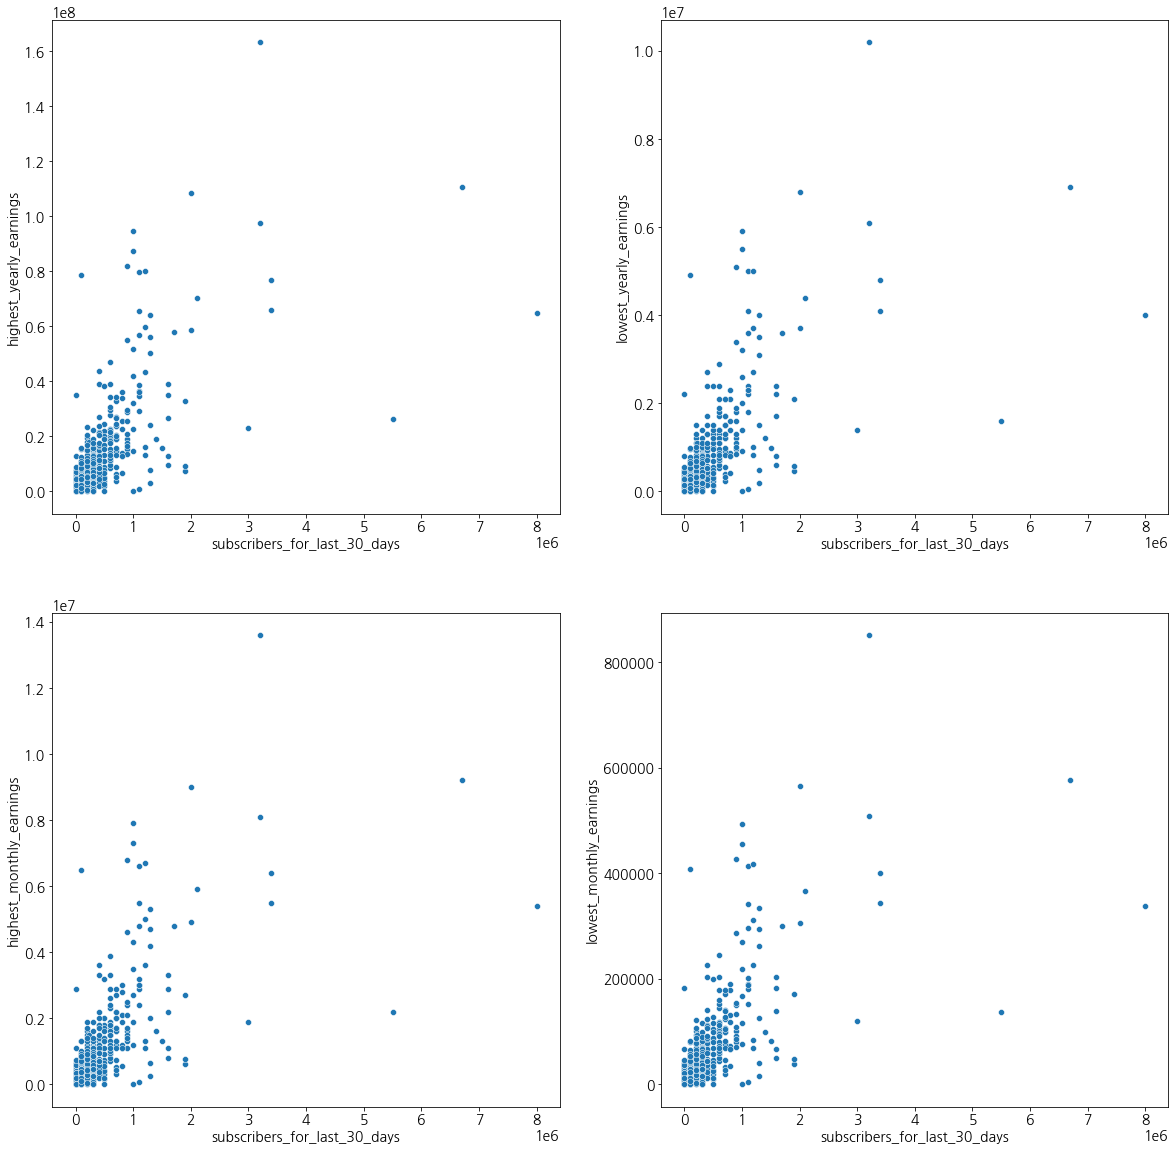 1e8
1.6
1.4
1.2
1.0
0.8
0.6
0.4
0.2
0.0
highest_yearly_earnings
0 1 2 3 4 5 6 7 8
subscribers_for_last_30_days
1e6
1e7
1.0
0.8
0.6
0.4
0.2
0.0
lowest_yearly_earnings
0 1 2 3 4 5 6 7 8
subscribers_for_last_30_days
1e6
1e7
1.4
1.2
1.0
0.8
0.6
0.4
0.2
0.0
highest_monthly_earnings
0 1 2 3 4 5 6 7 8
subscribers_for_last_30_days
1e6
800000
600000
400000
200000
0
lowest_monthly_earnings
0 1 2 3 4 5 6 7 8
subscribers_for_last_30_days
1e6